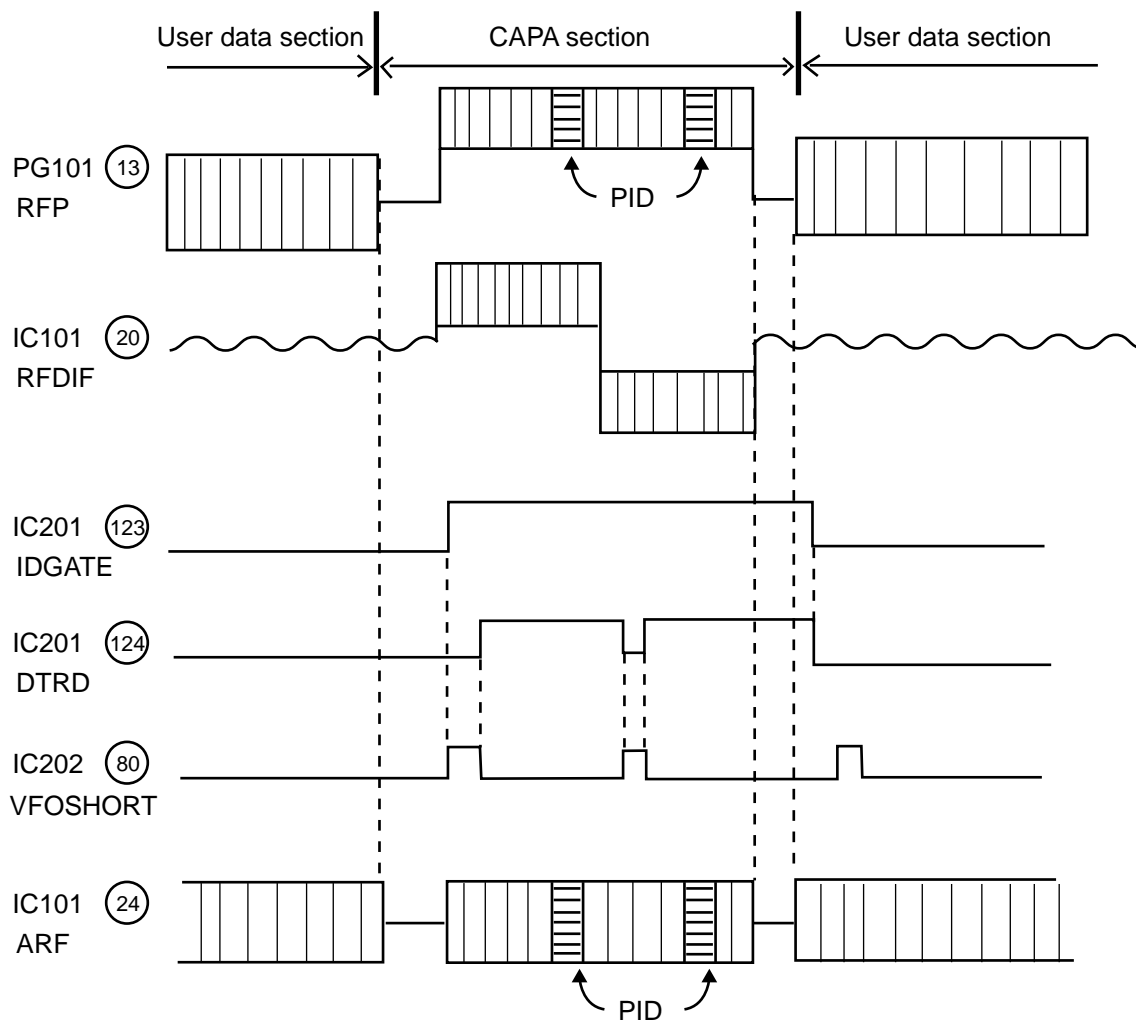 User data section
CAPA section
User data section
PG101 13
RFP
PID
IC101 20
RFDIF
IC201 123
IDGATE
IC201 124
DTRD
IC202 80
VFOSHORT
IC101 24
ARF
PID